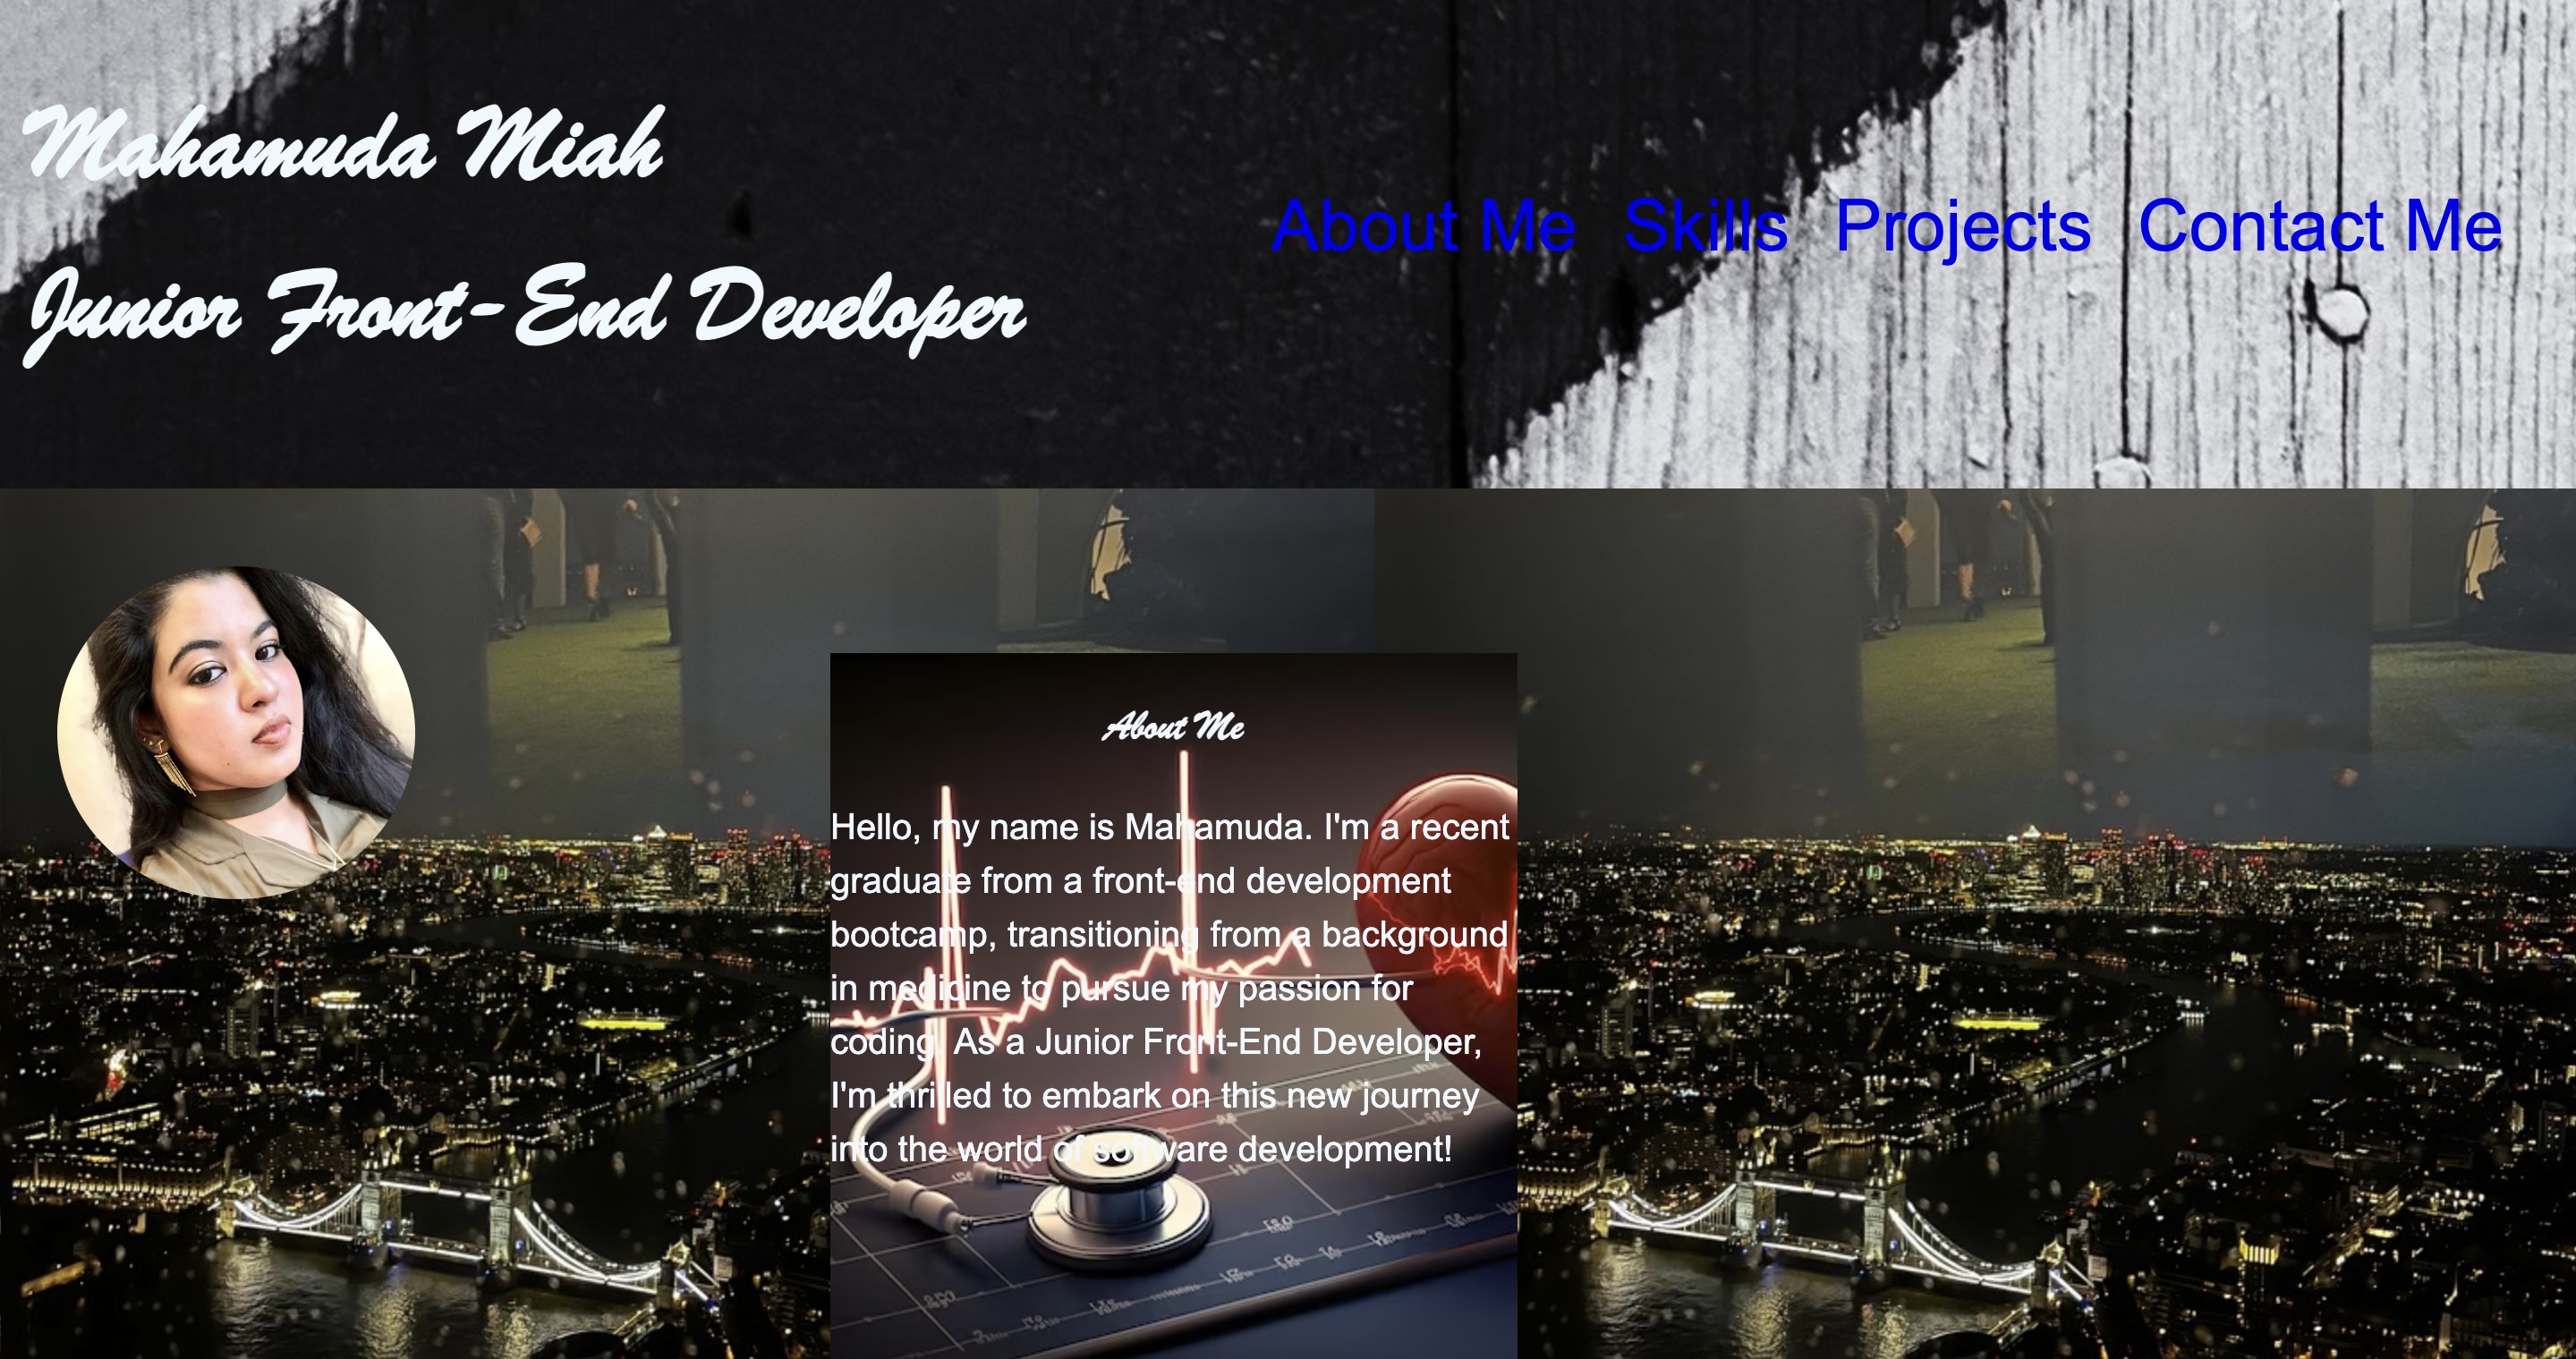 Mahamuda Miah
Junior Front-End Developer
About Me Skills Projects Contact Me
About Me
Hello, my name is Mahamuda. I'm a recent
graduate from a front-end development
bootcamp, transitioning from a background
in medicine to pursue my passion for
coding. As a Junior Front-End Developer,
I'm thrilled to embark on this new journey
into the world of software development!